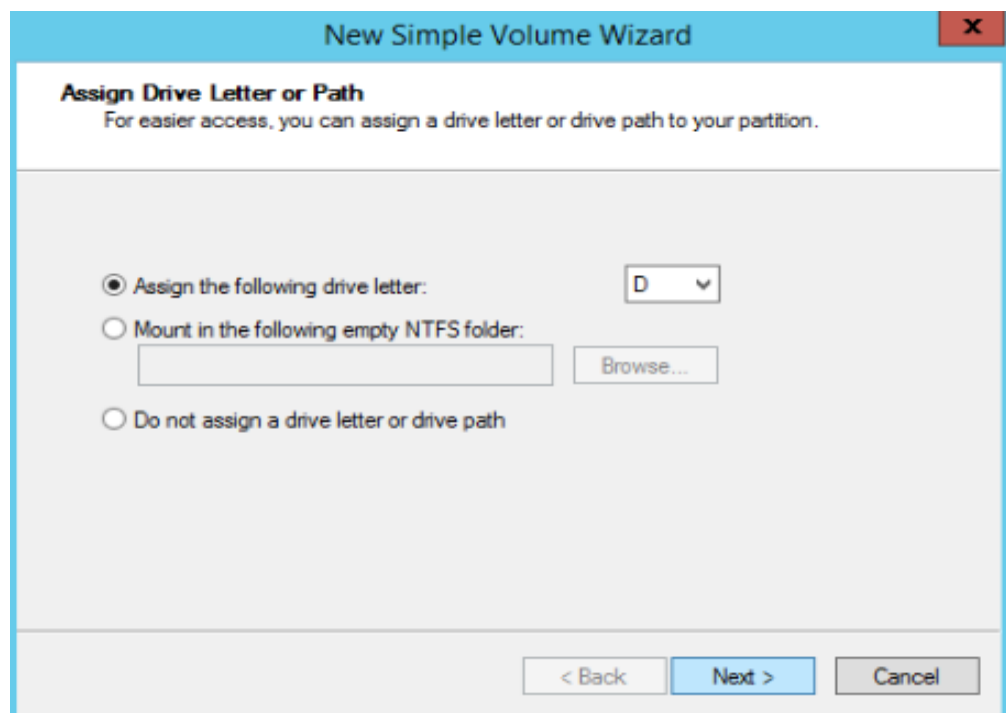 New Simple Volume Wizard
x
Assign Drive Letter or Path
For easier access, you can assign a drive letter or drive path to your partition.
Assign the following drive letter: D
Mount in the following empty NTFS folder:
Browse...
Do not assign a drive letter or drive path
< Back Next > Cancel